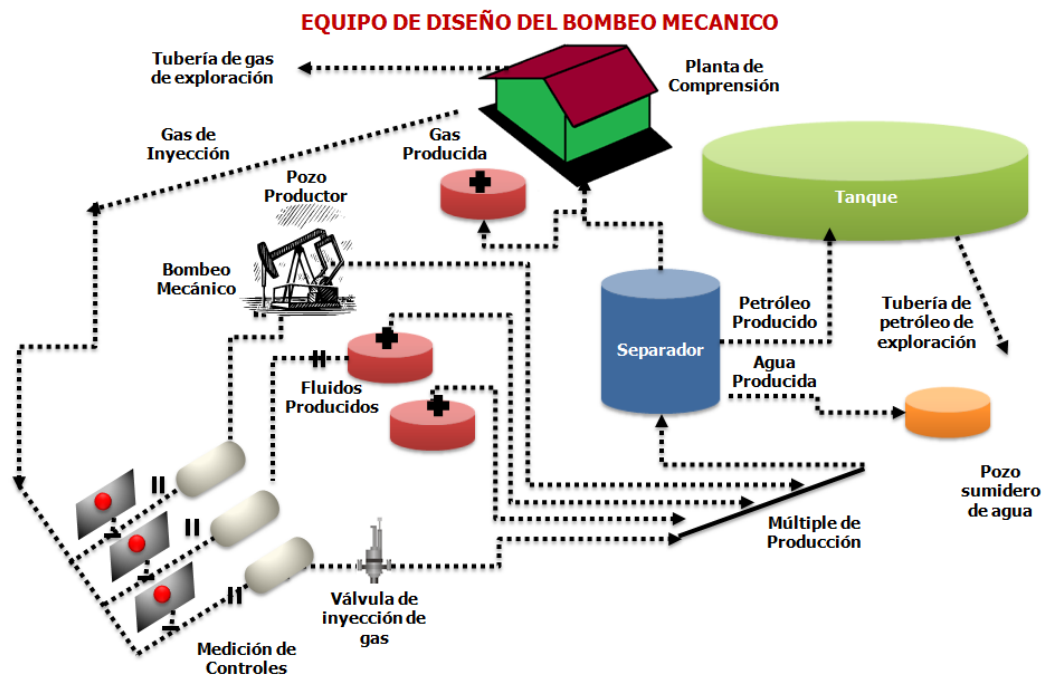 EQUIPO DE DISEÑO DEL BOMBEO MECANICO
Tubería de gas
de exploración
Planta de
Comprensión
Gas de
Inyección
Gas
Producida
Pozo
Productor
Tanque
Bombeo
Mecánico
Petróleo
Producido
Tubería de
petróleo de
exploración
Separador
Agua
Producida
Fluidos
Producidos
Pozo
sumidero
de agua
Múltiple de
Producción
Válvula de
inyección de
gas
Medición de
Controles